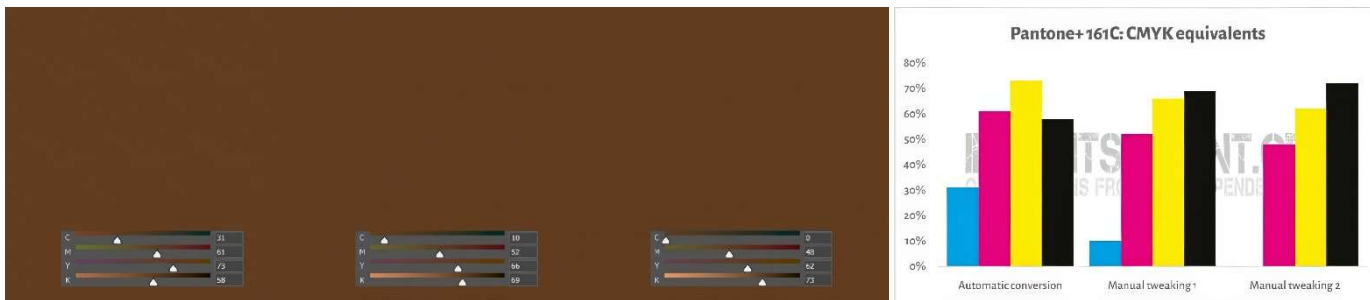 C 31
M 61
Y 73
K 58
C 10
M 52
Y 66
K 69
C 0
M 48
Y 62
K 73
Pantone+ 161C: CMYK equivalents
80%
70%
60%
50%
40%
30%
20%
10%
0%
Automatic conversion
Manual tweaking 1
Manual tweaking 2